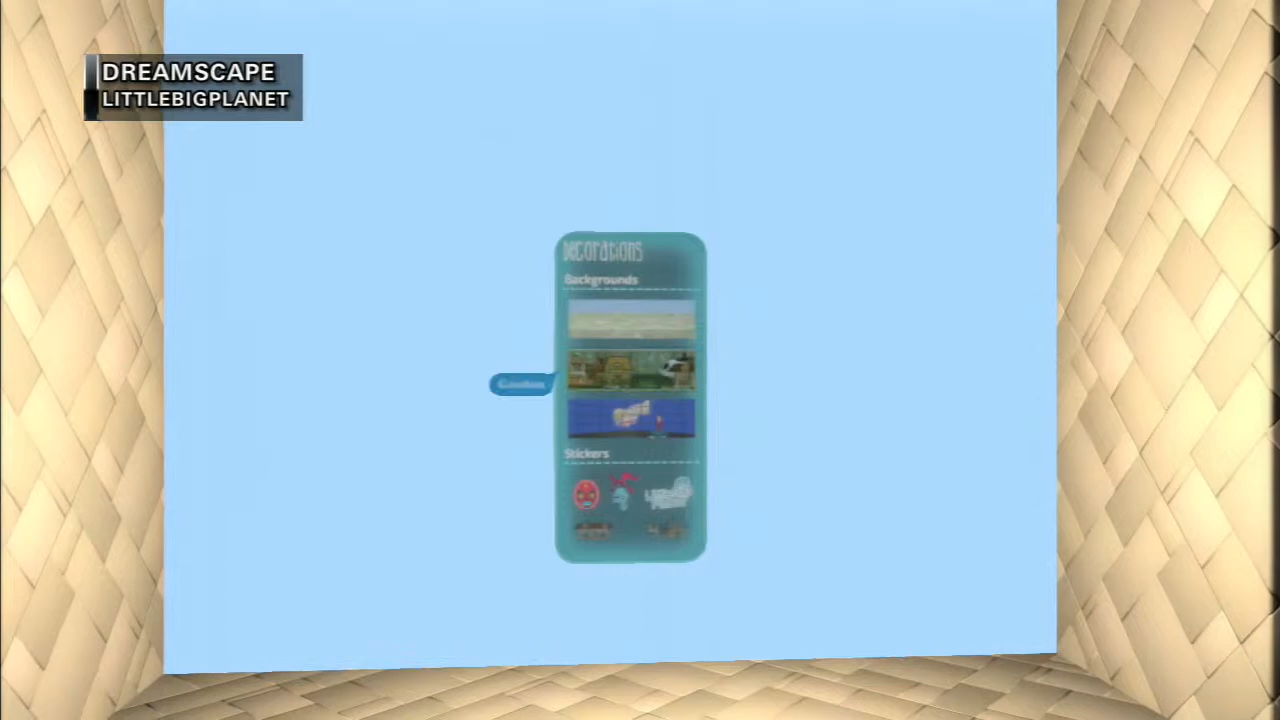 DREAMSCAPE
LITTLEBIGPLANET
Decorations
Backgrounds
Stickers